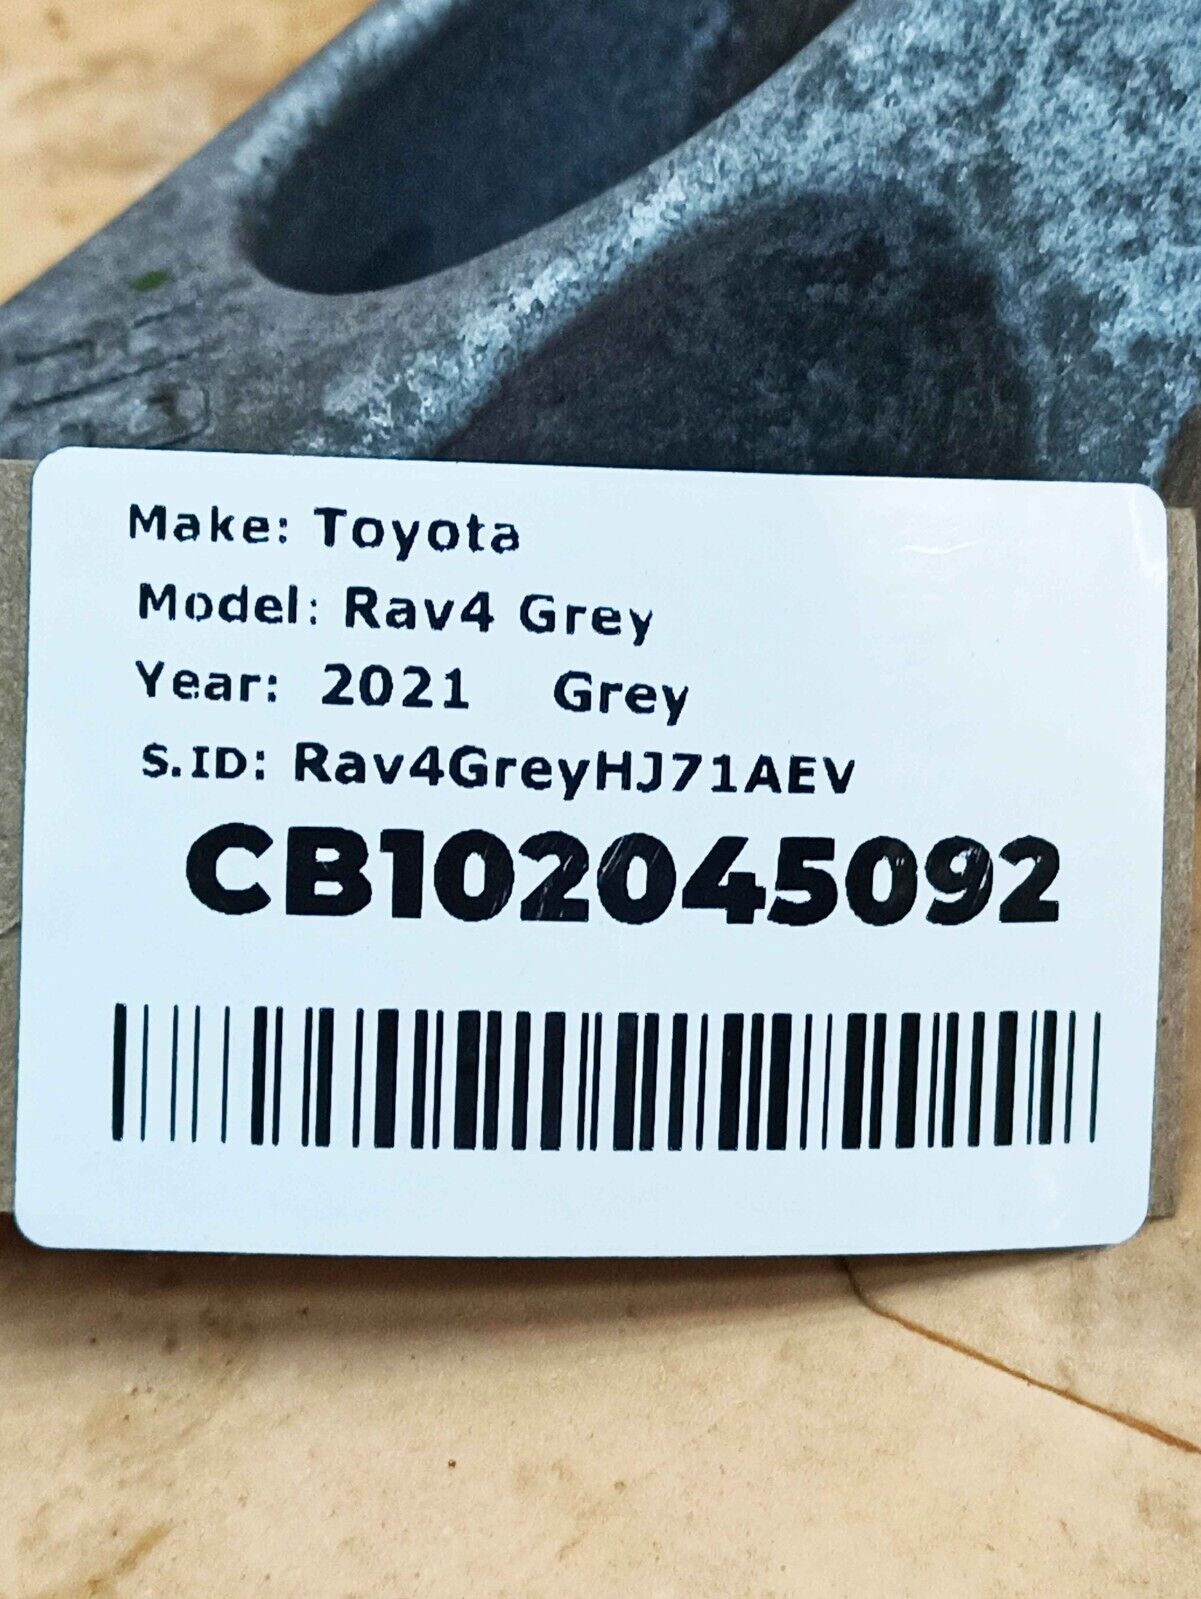 Make: Toyota
Model: Rav4 Grey
Year: 2021 Grey
S.ID: Rav4GreyHJ71AEV
CB102045092